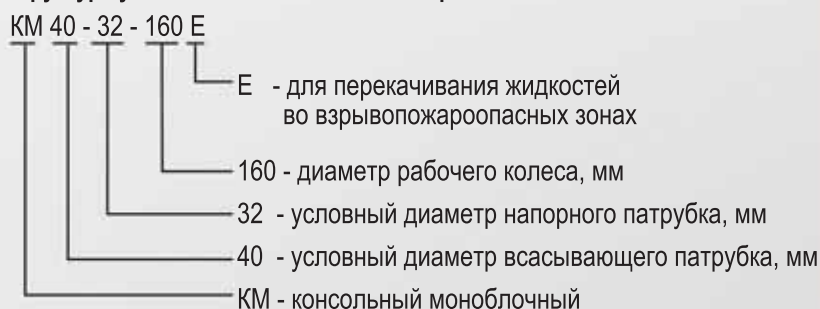 КМ 40 - 32 - 160 Е
Е - для перекачивания жидкостей
во взрывопожароопасных зонах
160 - диаметр рабочего колеса, мм
32 - условный диаметр напорного патрубка, мм
40 - условный диаметр всасывающего патрубка, мм
КМ - консольный моноблочный